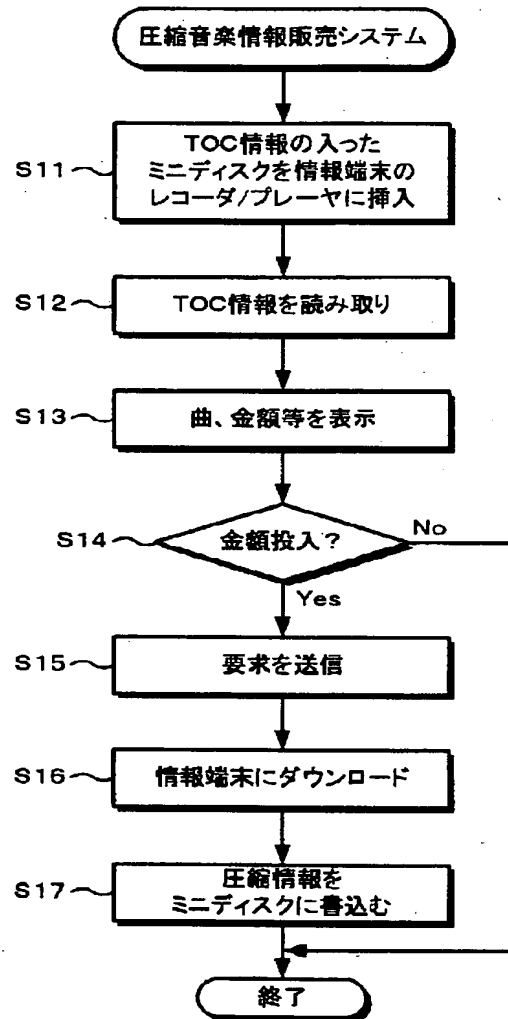 圧縮音楽情報販売システム
S11
TOC情報の入った
ミニディスクを情報端末の
レコーダ/プレーヤに挿入
S12
TOC情報を読み取り
S13
曲、金額等を表示
S14
金額投入?
No
Yes
S15
要求を送信
S16
情報端末にダウンロード
S17
圧縮情報を
ミニディスクに書込む
終了